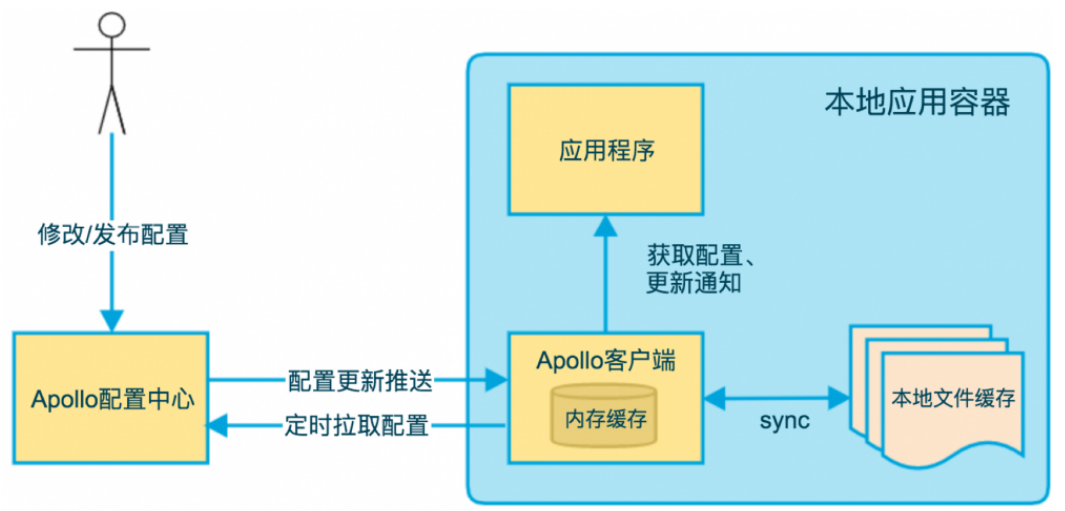 本地应用容器
应用程序
修改/发布配置
获取配置、
更新通知
Apollo配置中心
配置更新推送
定时拉取配置
Apollo客户端
内存缓存
sync
本地文件缓存